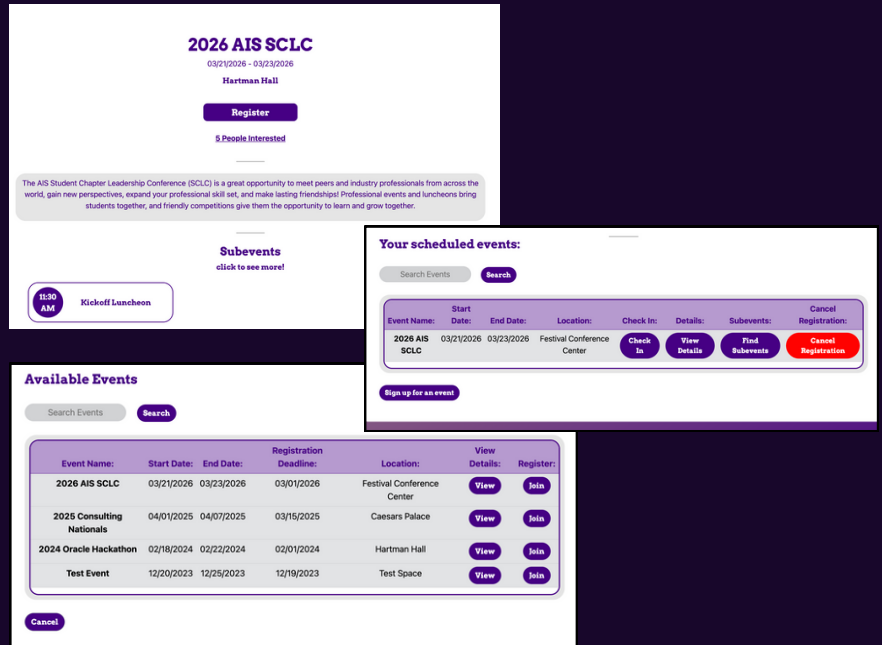 2026 AIS SCLC
03/21/2026 - 03/23/2026
Hartman Hall
Register
5 People Interested
The AIS Student Chapter Leadership Conference (SCLC) is a great opportunity to meet peers and industry professionals from across the
world, gain new perspectives, expand your professional skill set, and make lasting friendships! Professional events and luncheons bring
students together, and friendly competitions give them the opportunity to learn and grow together.
Subevents
click to see more!
11:30
AM
Kickoff Luncheon
Your scheduled events:
Search Events Search
Start Cancel
Event Name: Date: End Date: Location: Check In: Details: Subevents: Registration:
2026 AIS 03/21/2026 03/23/2026 Festival Conference Check View Find Cancel
SCLC Center In Details Subevents Registration
Sign up for an event
Available Events
Search Events Search
Registration View
Event Name: Start Date: End Date: Deadline: Location: Details: Register:
2026 AIS SCLC 03/21/2026 03/23/2026 03/01/2026 Festival Conference View Join
Center
2025 Consulting 04/01/2025 04/07/2025 03/15/2025 Caesars Palace View Join
Nationals
2024 Oracle Hackathon 02/18/2024 02/22/2024 02/01/2024 Hartman Hall View Join
Test Event 12/20/2023 12/25/2023 12/19/2023 Test Space View Join
Cancel